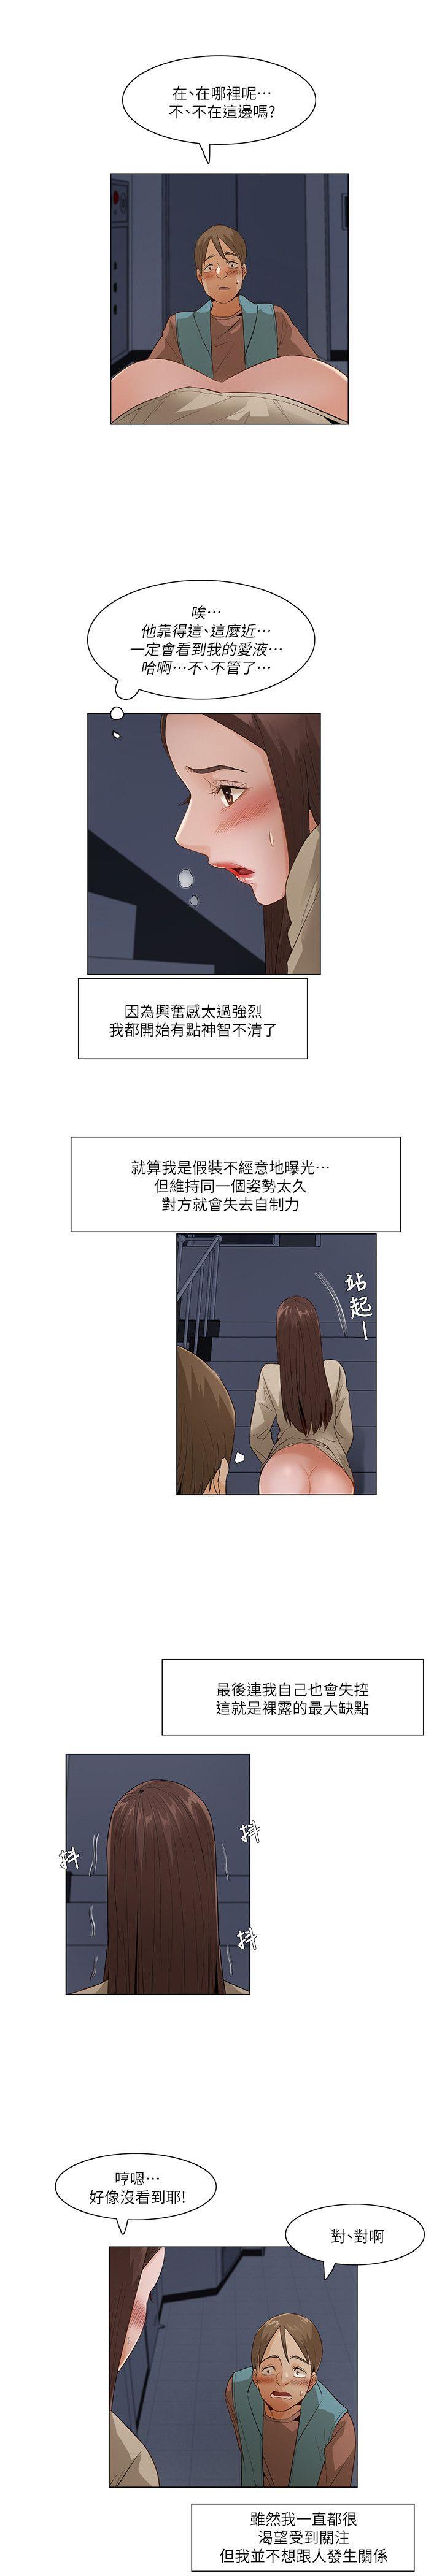 在、在哪裡呢…
不、不在這邊嗎?
唉…
他靠得這、這麼近…
一定會看到我的愛液…
哈啊…不、不管了…
因為興奮感太過強烈
我都開始有點神智不清了
就算我是假裝不經意地曝光…
但維持同一個姿勢太久
對方就會失去自制力
站起
最後連我自己也會失控
這就是裸露的最大缺點
抖
抖
抖
哼嗯…
好像沒看到耶!
對、對啊
雖然我一直都很
渴望受到關注
但我並不想跟人發生關係